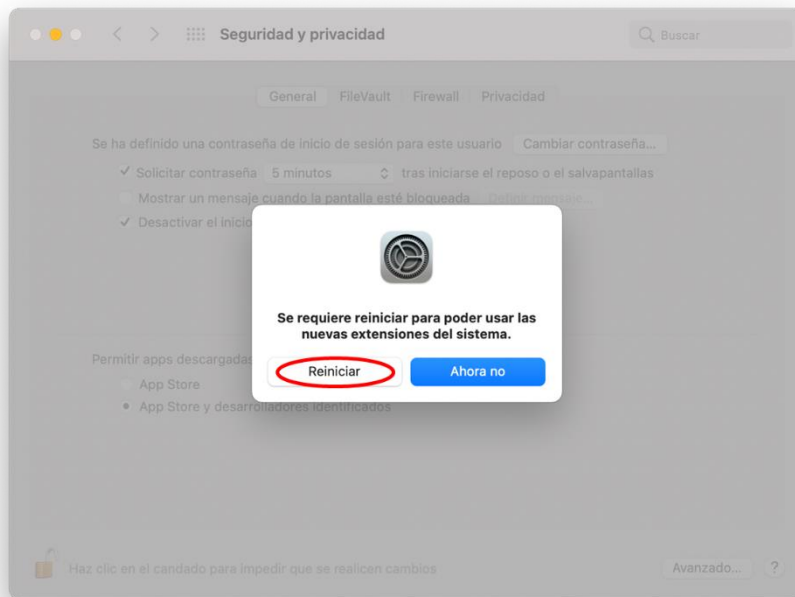 Seguridad y privacidad
Buscar
General FileVault Firewall Privacidad
Se ha definido una contraseña de inicio de sesión para este usuario Cambiar contraseña...
Solicitar contraseña 5 minutos tras iniciarse el reposo o el salvapantallas
Mostrar un mensaje cuando la pantalla esté bloqueada Definir mensaje...
Desactivar el inicio
Se requiere reiniciar para poder usar las
nuevas extensiones del sistema.
Reiniciar Ahora no
Permitir apps descargadas
App Store
App Store y desarrolladores identificados
Haz clic en el candado para impedir que se realicen cambios
Avanzado... ?